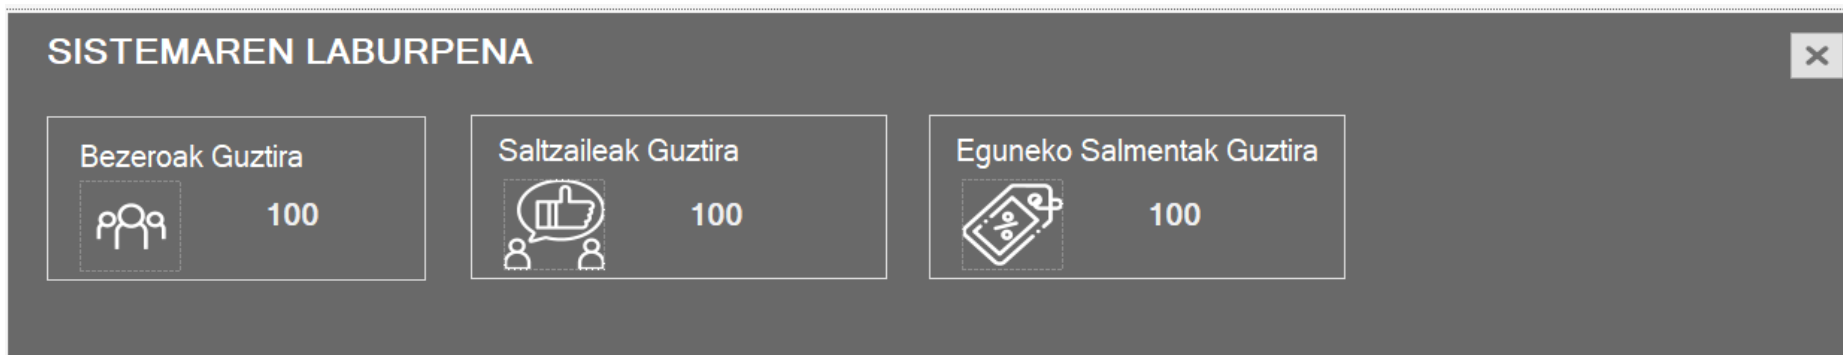 SISTEMAREN LABURPENA
Bezeroak Guztira
100
Saltzaileak Guztira
100
Eguneko Salmentak Guztira
100